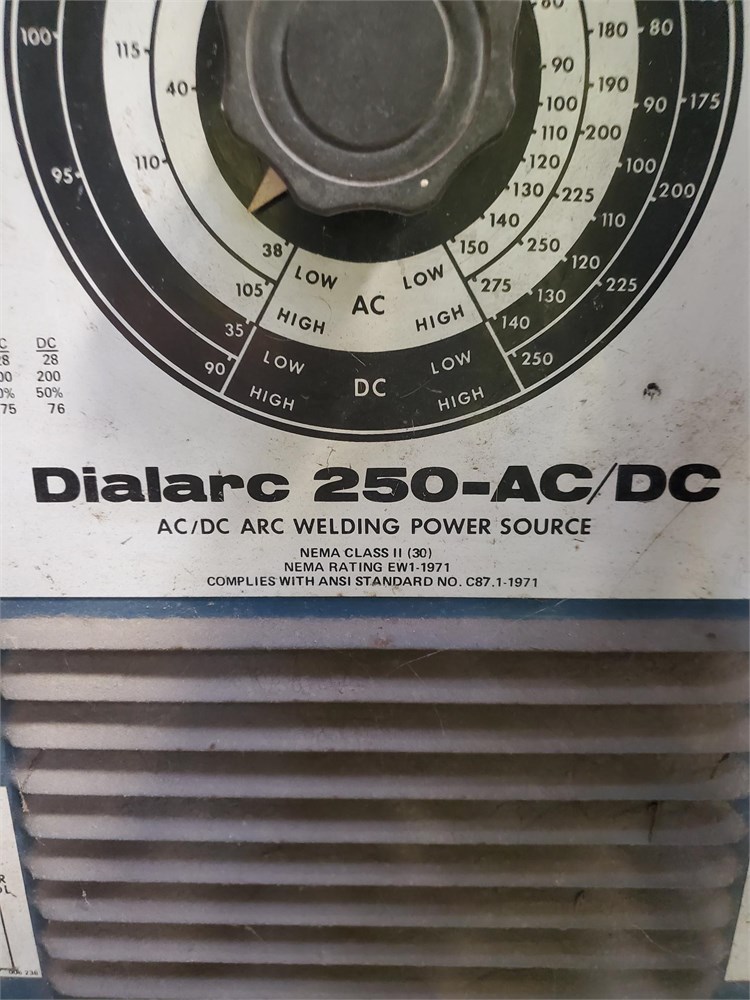 80
180 80
100
115
90
40
190
100
90 175
110 200
120
110
100
95
130
225
200
140
110
38
150
250
LOW LOW
120
105
AC
275
225
130
HIGH HIGH
35
140
DC
28
200
50%
75 76
90
LOW LOW
250
DC
HIGH HIGH
Dialarc 250-AC/DC
AC/DC ARC WELDING POWER SOURCE
NEMA CLASS II (30)
NEMA RATING EW1-1971
COMPLIES WITH ANSI STANDARD NO. C87.1-1971